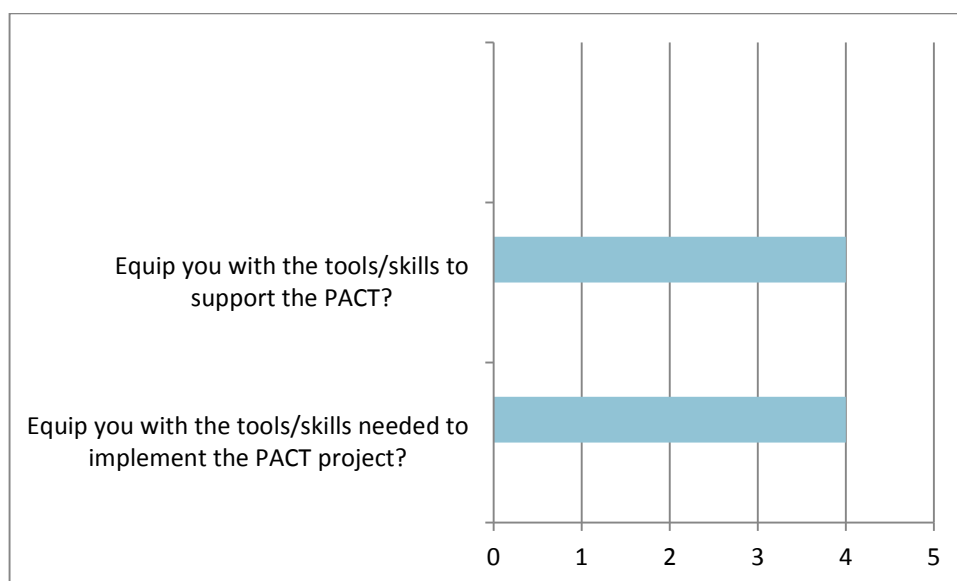 Equip you with the tools/skills to
support the PACT?
Equip you with the tools/skills needed to
implement the PACT project?
0 1 2 3 4 5